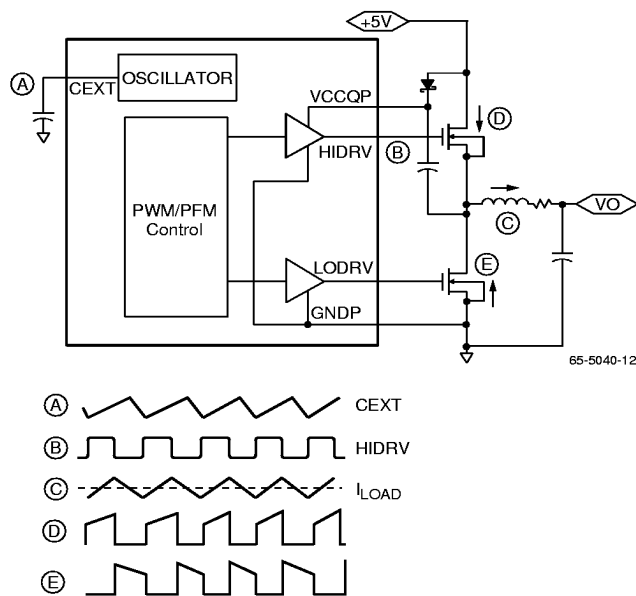 +5V
A
OSCILLATOR
CEXT
VCCQP
D
HIDRV
B
PWM/PFM
Control
VO
C
LODRV
E
GNDP
65-5040-12
A CEXT
B HIDRV
C ILOAD
D
E